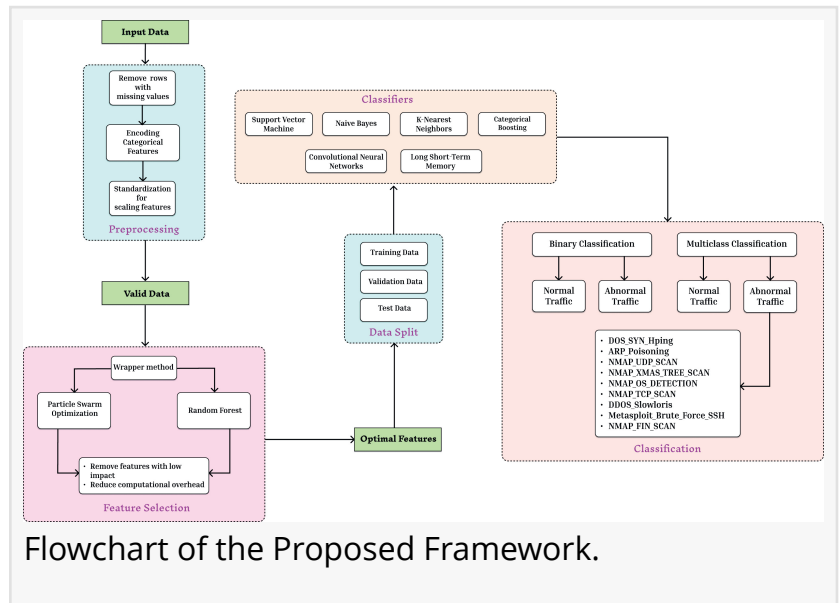 Input Data
Remove rows
with
missing values
Encoding
Categorical
Features
Standardization
for
scaling features
Preprocessing
Valid Data
Wrapper method
Particle Swarm
Optimization
Random Forest
• Remove features with low
impact
• Reduce computational overhead
Feature Selection
Optimal Features
Training Data
Validation Data
Test Data
Data Split
Classifiers
Support Vector
Machine
Naive Bayes
K-Nearest
Neighbors
Categorical
Boosting
Convolutional Neural
Networks
Long Short-Term
Memory
Binary Classification
Multiclass Classification
Normal
Traffic
Abnormal
Traffic
Normal
Traffic
Abnormal
Traffic
• DOS_SYN_Hping
• ARP_Poisoning
• NMAP_UDP_SCAN
• NMAP_XMAS_TREE_SCAN
• NMAP_OS_DETECTION
• NMAP_TCP_SCAN
• DDOS_Slowloris
• Metasploit_Brute_Force_SSH
• NMAP_FIN_SCAN
Classification
Flowchart of the Proposed Framework.